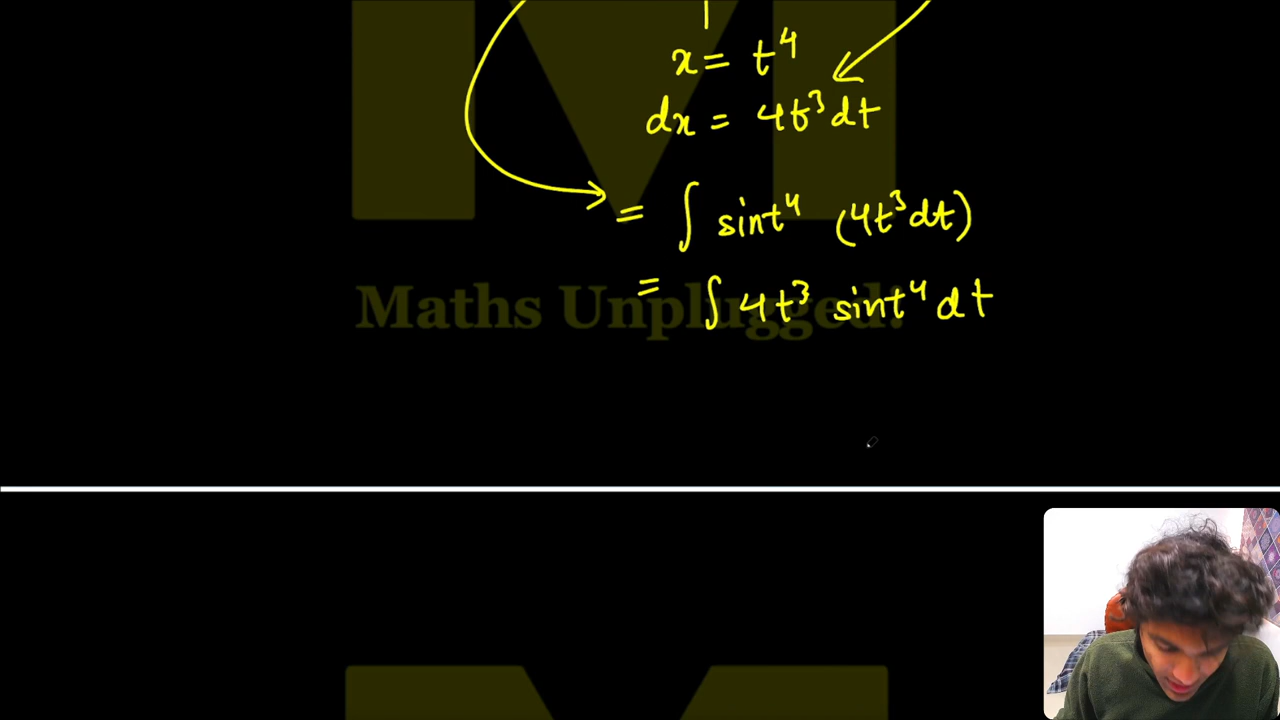 x = t⁴
dx = 4t³dt
= ∫ sint⁴ (4t³dt)
= ∫ 4t³ sint⁴ dt
Maths Unplugged!